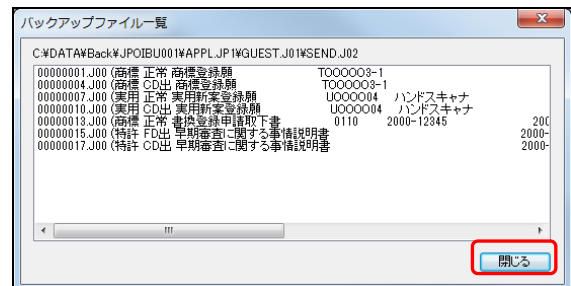 バックアップファイル一覧
C:¥DATA¥Back¥JPOIBU001¥APPL.JP1¥GUEST.J01¥SEND.J02
00000001.J00 (商標 正常 商標登録願 TOOOOO3-1
00000004.J00 (商標 CD出 商標登録願 TOOOOO3-1
00000007.J00 (実用 正常 実用新案登録願 UOOOO04 ハンドスキャナ
00000010.J00 (実用 CD出 実用新案登録願 UOOOO04 ハンドスキャナ
00000013.J00 (商標 正常 書換登録申請取下書 0110 2000-12345 200
00000015.J00 (特許 FD出 早期審査に関する事情説明書 2000-
00000017.J00 (特許 CD出 早期審査に関する事情説明書 2000-
閉じる